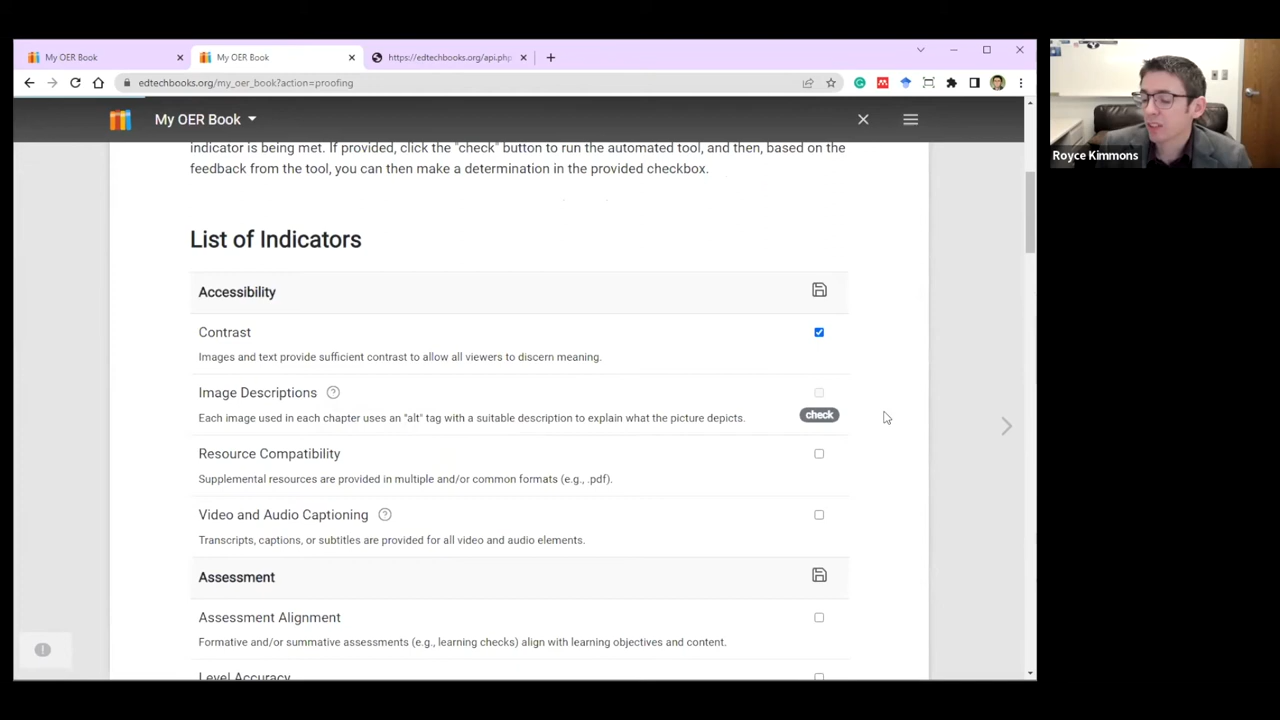 My OER Book
My OER Book
https://edtechbooks.org/api.php
edtechbooks.org/my_oer_book?action=proofing
My OER Book
indicator is being met. If provided, click the "check" button to run the automated tool, and then, based on the
feedback from the tool, you can then make a determination in the provided checkbox.
List of Indicators
Accessibility
Contrast
Images and text provide sufficient contrast to allow all viewers to discern meaning.
Image Descriptions
Each image used in each chapter uses an "alt" tag with a suitable description to explain what the picture depicts.
check
Resource Compatibility
Supplemental resources are provided in multiple and/or common formats (e.g., .pdf).
Video and Audio Captioning
Transcripts, captions, or subtitles are provided for all video and audio elements.
Assessment
Assessment Alignment
Formative and/or summative assessments (e.g., learning checks) align with learning objectives and content.
Level Accuracy
Royce Kimmons